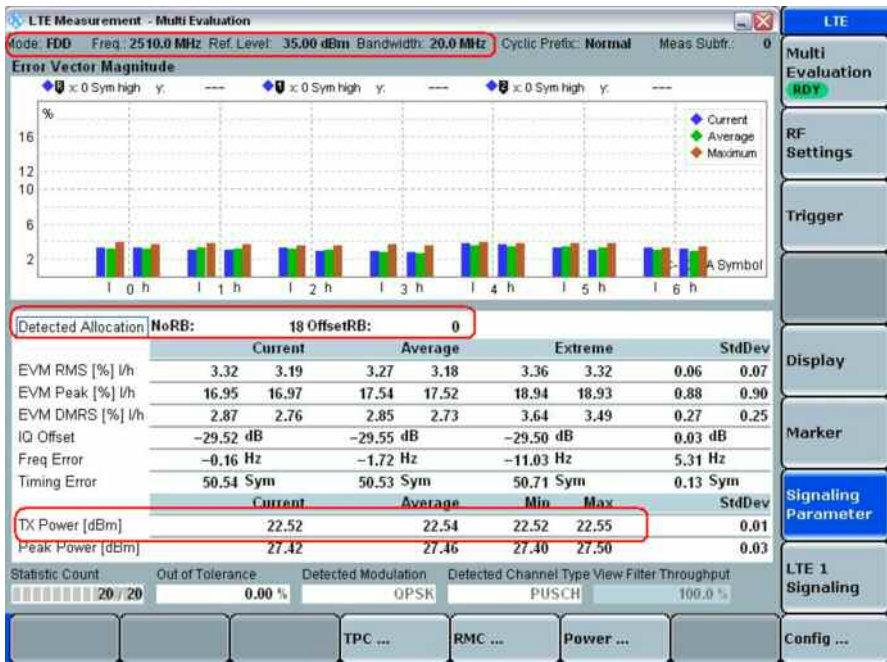 LTE Measurement - Multi Evaluation
LTE
Mode: FDD Freq.: 2510.0 MHz Ref. Level: 35.00 dBm Bandwidth: 20.0 MHz Cyclic Prefix: Normal Meas Subfr.: 0
Error Vector Magnitude
x: 0 Sym high y: --- x: 0 Sym high y: --- x: 0 Sym high y: ---
%
16
12
10
6
2
Current
Average
Maximum
A Symbol
l 0 h l 1 h l 2 h l 3 h l 4 h l 5 h l 6 h
Detected Allocation NoRB: 18 OffsetRB: 0
Current Average Extreme StdDev
EVM RMS [%] l/h 3.32 3.19 3.27 3.18 3.36 3.32 0.06 0.07
EVM Peak [%] l/h 16.95 16.97 17.54 17.52 18.94 18.93 0.88 0.90
EVM DMRS [%] l/h 2.87 2.76 2.85 2.73 3.64 3.49 0.27 0.25
IQ Offset -29.52 dB -29.55 dB -29.50 dB 0.03 dB
Freq Error -0.16 Hz -1.72 Hz -11.03 Hz 5.31 Hz
Timing Error 50.54 Sym 50.53 Sym 50.71 Sym 0.13 Sym
Current Average Min Max StdDev
TX Power [dBm] 22.52 22.54 22.52 22.55 0.01
Peak Power [dBm] 27.42 27.46 27.40 27.50 0.03
Statistic Count Out of Tolerance Detected Modulation Detected Channel Type View Filter Throughput
20 / 20 0.00 % QPSK PUSCH 100.0 %
Multi
Evaluation
RDY
RF
Settings
Trigger
Display
Marker
Signaling
Parameter
LTE 1
Signaling
TPC ... RMC ... Power ... Config ...